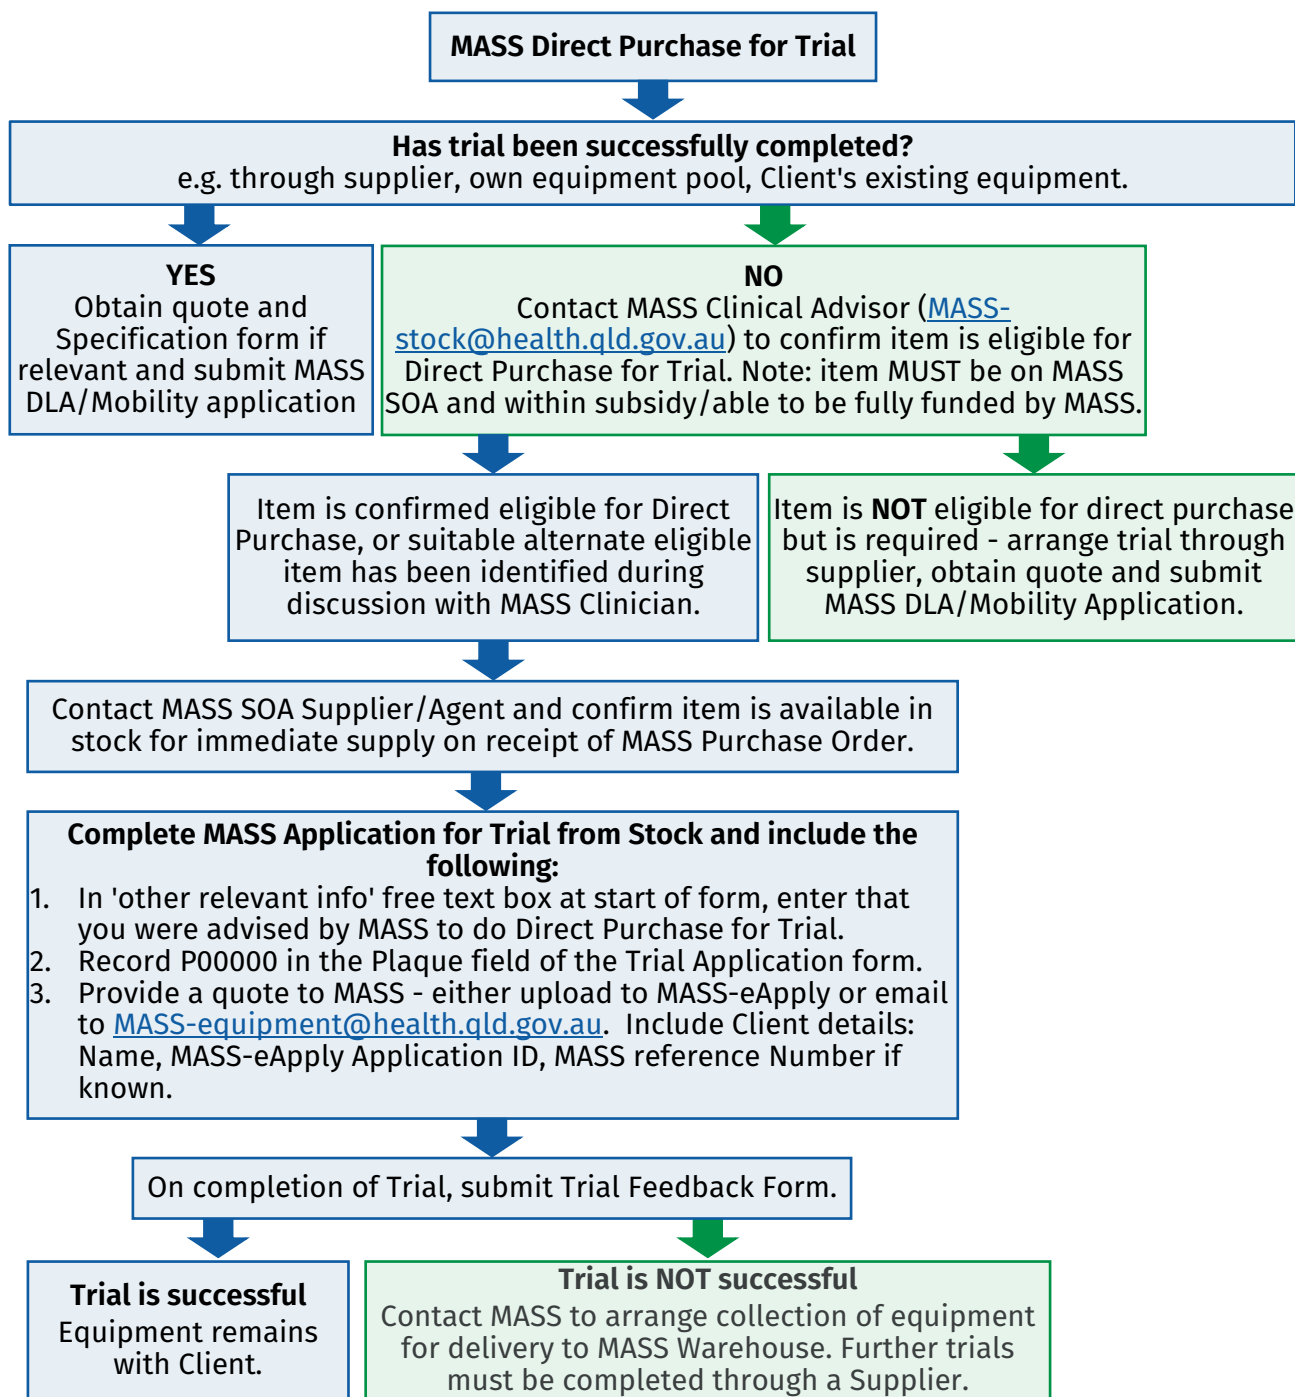 MASS Direct Purchase for Trial
Has trial been successfully completed?
e.g. through supplier, own equipment pool, Client's existing equipment.
YES
Obtain quote and
Specification form if
relevant and submit MASS
DLA/Mobility application
NO
Contact MASS Clinical Advisor (MASS-
stock@health.qld.gov.au) to confirm item is eligible for
Direct Purchase for Trial. Note: item MUST be on MASS
SOA and within subsidy/able to be fully funded by MASS.
Item is confirmed eligible for Direct
Purchase, or suitable alternate eligible
item has been identified during
discussion with MASS Clinician.
Item is NOT eligible for direct purchase
but is required - arrange trial through
supplier, obtain quote and submit
MASS DLA/Mobility Application.
Contact MASS SOA Supplier/Agent and confirm item is available in
stock for immediate supply on receipt of MASS Purchase Order.
Complete MASS Application for Trial from Stock and include the
following:
1. In 'other relevant info' free text box at start of form, enter that
you were advised by MASS to do Direct Purchase for Trial.
2. Record P00000 in the Plaque field of the Trial Application form.
3. Provide a quote to MASS - either upload to MASS-eApply or email
to MASS-equipment@health.qld.gov.au. Include Client details:
Name, MASS-eApply Application ID, MASS reference Number if
known.
On completion of Trial, submit Trial Feedback Form.
Trial is successful
Equipment remains
with Client.
Trial is NOT successful
Contact MASS to arrange collection of equipment
for delivery to MASS Warehouse. Further trials
must be completed through a Supplier.